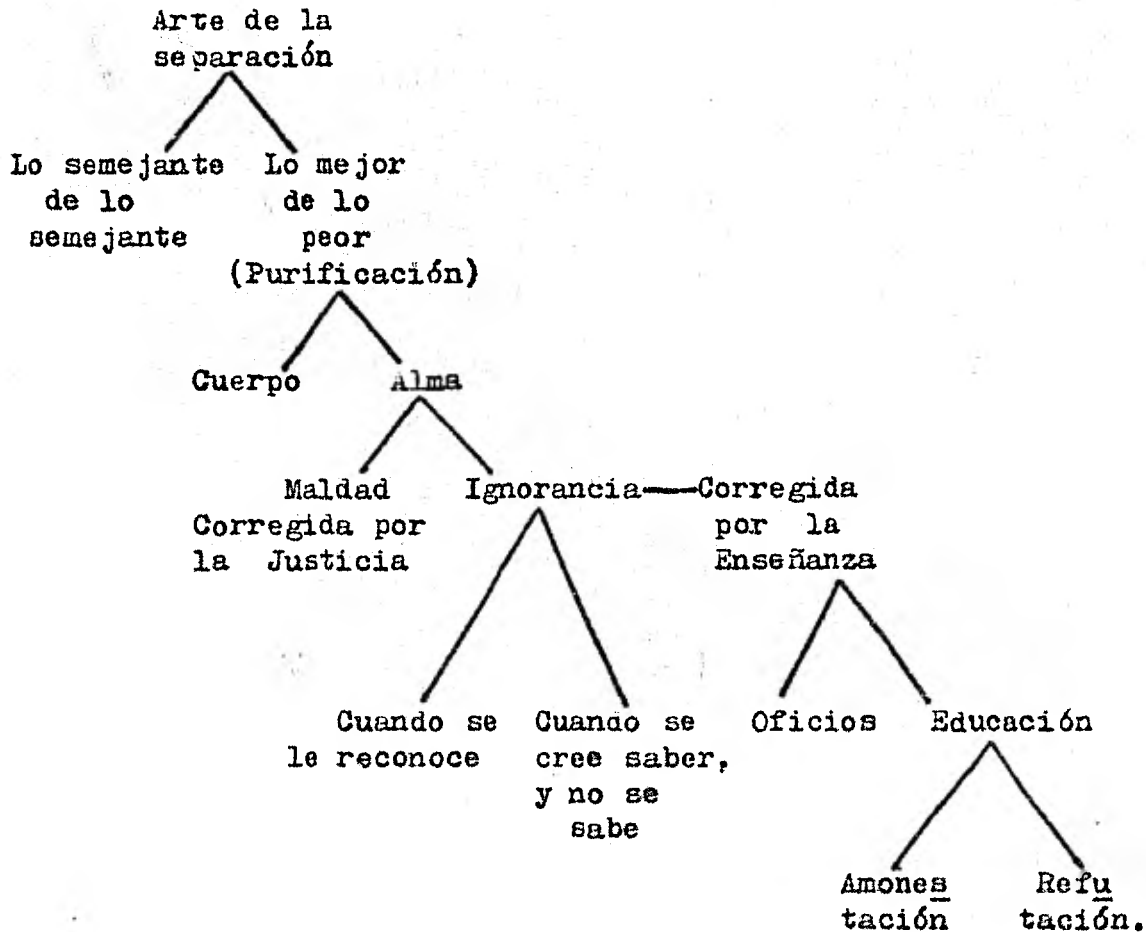 Arte de la
separación
Lo semejante
de lo
semejante
Lo mejor
de lo
peor
(Purificación)
Cuerpo
Alma
Maldad
Corregida por
la Justicia
Ignorancia
Corregida
por la
Enseñanza
Cuando se
le reconoce
Cuando se
cree saber,
y no se
sabe
Oficios
Educación
Amones
tación
Refu
tación.